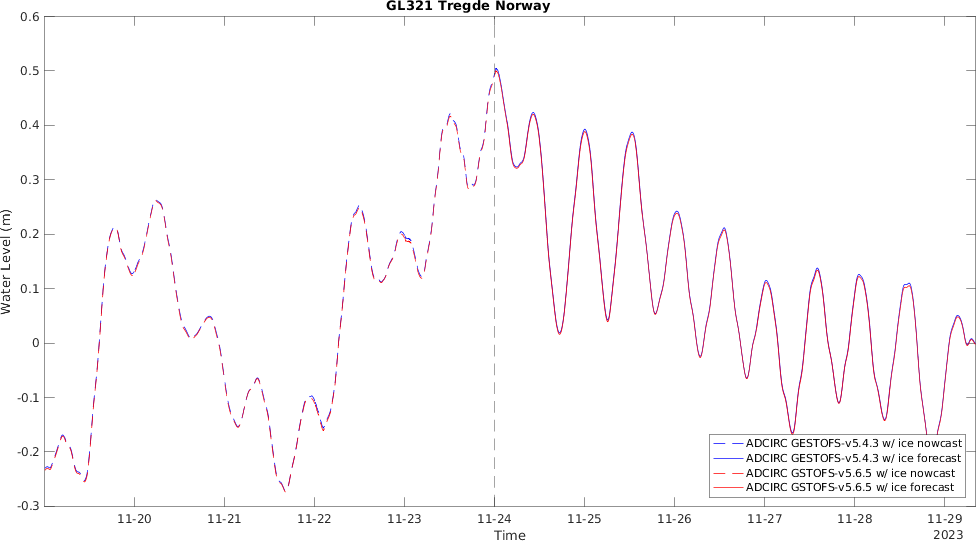 GL321 Tregde Norway
0.6
0.5
0.4
0.3
0.2
0.1
0
-0.1
-0.2
-0.3
Water Level (m)
ADCIRC GESTOFS-v5.4.3 w/ ice nowcast
ADCIRC GESTOFS-v5.4.3 w/ ice forecast
ADCIRC GSTOFS-v5.6.5 w/ ice nowcast
ADCIRC GSTOFS-v5.6.5 w/ ice forecast
11-20 11-21 11-22 11-23 11-24 11-25 11-26 11-27 11-28 11-29
Time
2023